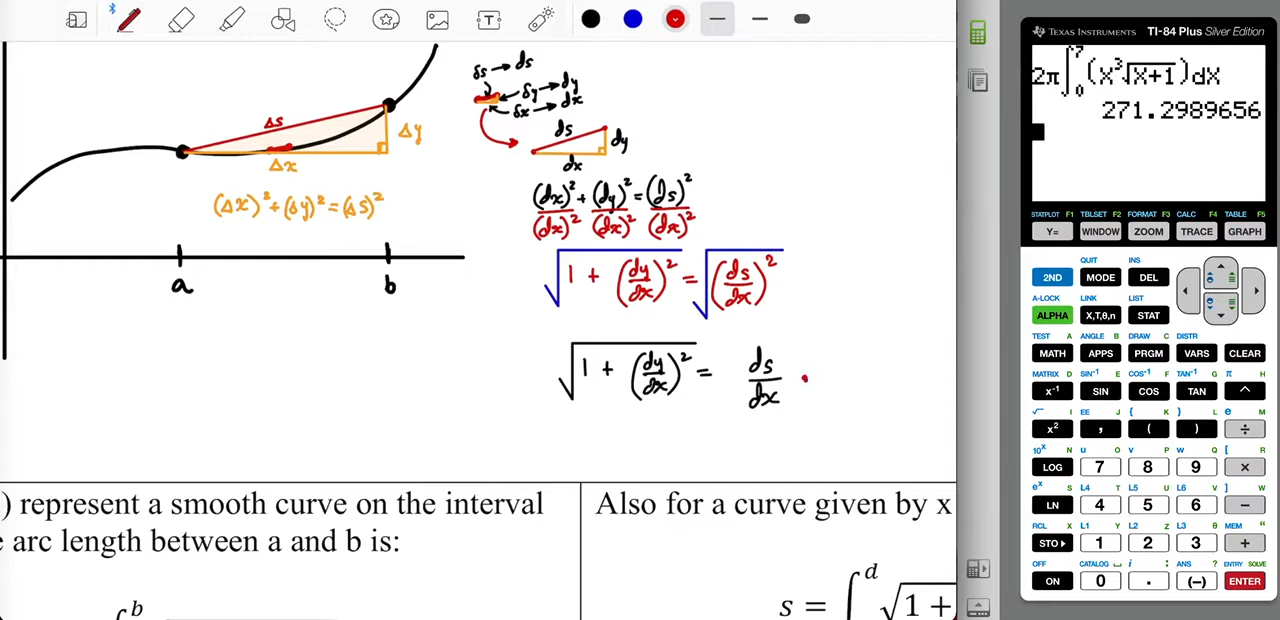 δs → ds
δy → dy
δx → dx
Δs
Δy
Δx
(Δx)² + (Δy)² = (Δs)²
a
b
ds
dy
dx
(dx)² + (dy)² = (ds)²
(dx)² (dx)² (dx)²
√1 + (dy/dx)² = √(ds/dx)²
√1 + (dy/dx)² = ds/dx ·
) represent a smooth curve on the interval
e arc length between a and b is:
∫b
Also for a curve given by x
s = ∫d √1+
T
TEXAS INSTRUMENTS TI-84 Plus Silver Edition
2π∫₀⁷(X³√X+1)dX
271.2989656
STATPLOT F1 TBLSET F2 FORMAT F3 CALC F4 TABLE F5
Y= WINDOW ZOOM TRACE GRAPH
QUIT INS
2ND MODE DEL
A-LOCK LINK LIST
ALPHA X,T,θ,n STAT
TEST A ANGLE B DRAW C DISTR
MATH APPS PRGM VARS CLEAR
MATRIX D SIN⁻¹ E COS⁻¹ F TAN⁻¹ G π H
x⁻¹ SIN COS TAN ^
√ I EE J { K } L e M
x² , ( ) ÷
10ˣ N u O v P w Q [ R
LOG 7 8 9 ×
eˣ S L4 T L5 U L6 V ] W
LN 4 5 6 −
RCL X L1 Y L2 Z L3 θ MEM "
STO▸ 1 2 3 +
OFF CATALOG ⎵ i : ANS ? ENTRY SOLVE
ON 0 . (−) ENTER